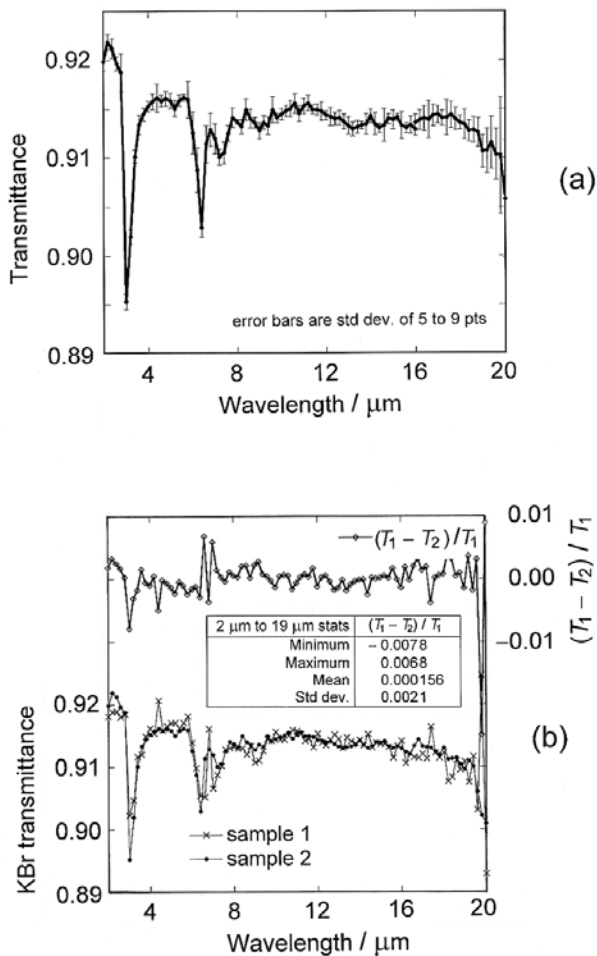 0.92
0.91
0.90
0.89
Transmittance
4 8 12 16 20
Wavelength / μm
error bars are std dev. of 5 to 9 pts
(a)
(T₁ – T₂) /T₁
0.01
0.00
–0.01
(T₁ – T₂) / T₁
2 μm to 19 μm stats (T₁ – T₂) / T₁
Minimum – 0.0078
Maximum 0.0068
Mean 0.000156
Std dev. 0.0021
0.92
0.91
0.90
0.89
KBr transmittance
sample 1
sample 2
4 8 12 16 20
Wavelength / μm
(b)